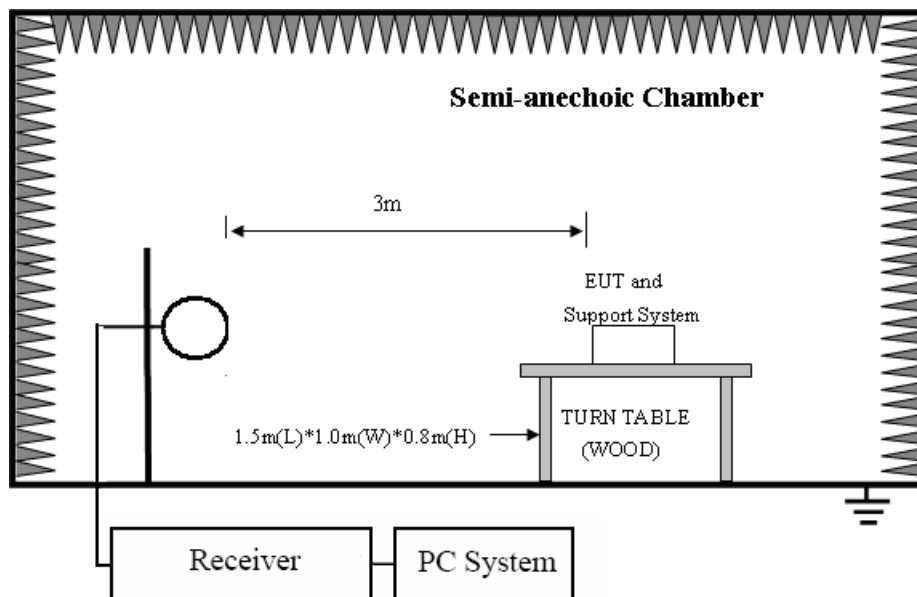 Semi-anechoic Chamber
3m
EUT and
Support System
1.5m(L)*1.0m(W)*0.8m(H)
TURN TABLE
(WOOD)
Receiver
PC System